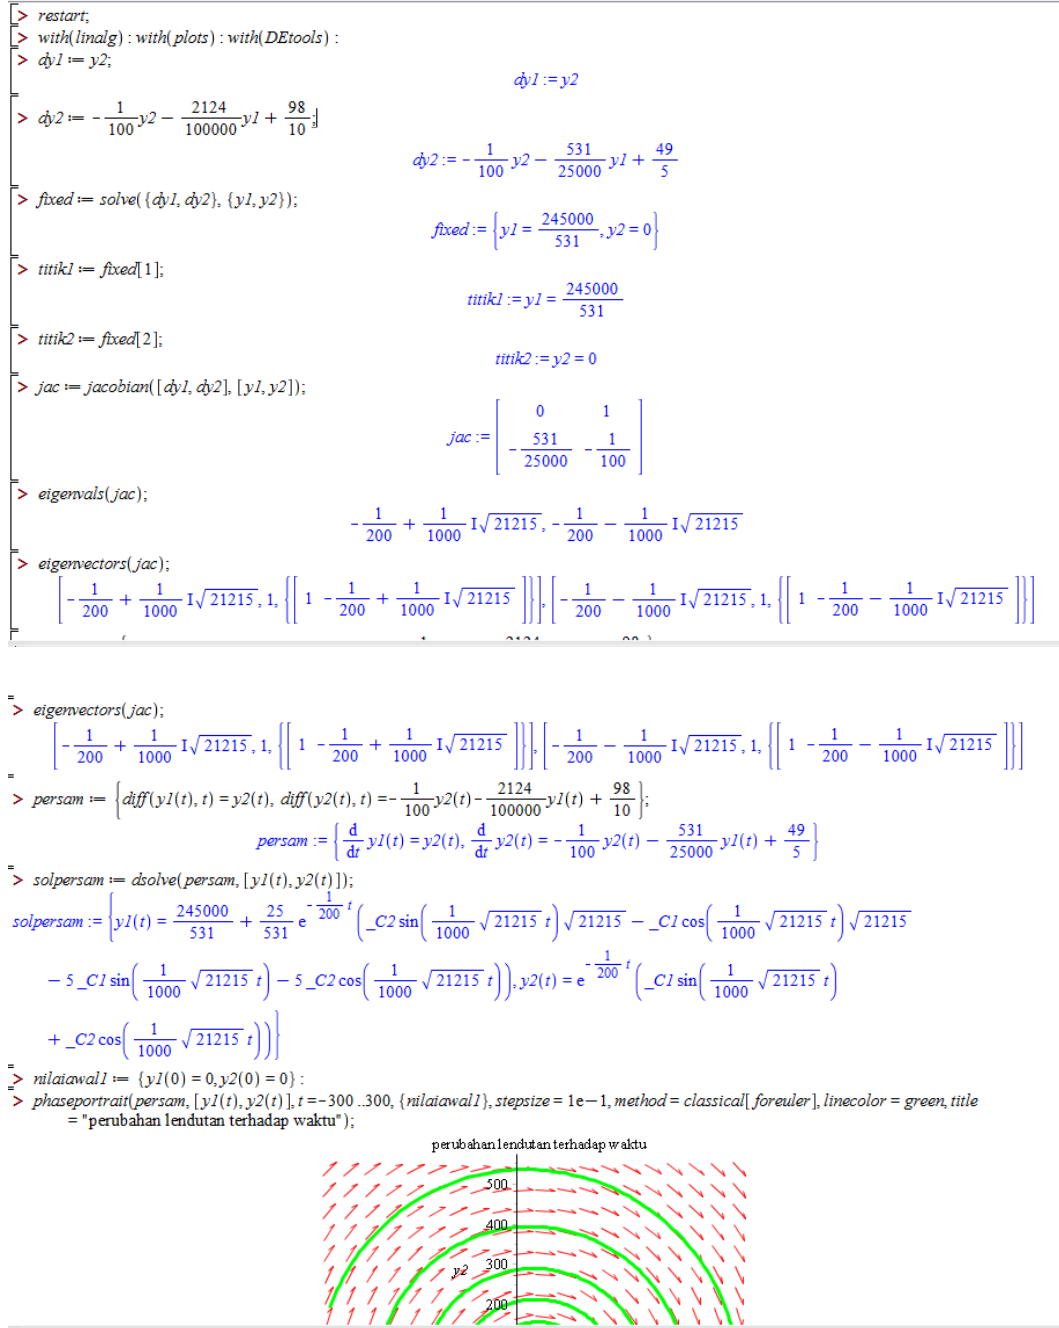 > restart;
> with(linalg) : with(plots) : with(DEtools) :
> dy1 := y2;
dy1 := y2
> dy2 := - 1/100 y2 - 2124/100000 y1 + 98/10 ;
dy2 := - 1/100 y2 - 531/25000 y1 + 49/5
> fixed := solve({dy1, dy2}, {y1, y2});
fixed := {y1 = 245000/531, y2 = 0}
> titik1 := fixed[1];
titik1 := y1 = 245000/531
> titik2 := fixed[2];
titik2 := y2 = 0
> jac := jacobian([dy1, dy2], [y1, y2]);
jac := [ 0 1
- 531/25000 - 1/100 ]
> eigenvals(jac);
- 1/200 + 1/1000 I√21215, - 1/200 - 1/1000 I√21215
> eigenvectors(jac);
[- 1/200 + 1/1000 I√21215, 1, {[ 1 - 1/200 + 1/1000 I√21215 ]}], [- 1/200 - 1/1000 I√21215, 1, {[ 1 - 1/200 - 1/1000 I√21215 ]}]
> eigenvectors(jac);
[- 1/200 + 1/1000 I√21215, 1, {[ 1 - 1/200 + 1/1000 I√21215 ]}], [- 1/200 - 1/1000 I√21215, 1, {[ 1 - 1/200 - 1/1000 I√21215 ]}]
> persam := {diff(y1(t), t) = y2(t), diff(y2(t), t) = - 1/100 y2(t) - 2124/100000 y1(t) + 98/10 };
persam := { d/dt y1(t) = y2(t), d/dt y2(t) = - 1/100 y2(t) - 531/25000 y1(t) + 49/5 }
> solpersam := dsolve(persam, [y1(t), y2(t)]);
solpersam := {y1(t) = 245000/531 + 25/531 e^(- 1/200 t) (_C2 sin( 1/1000 √21215 t) √21215 - _C1 cos( 1/1000 √21215 t) √21215
- 5 _C1 sin( 1/1000 √21215 t) - 5 _C2 cos( 1/1000 √21215 t)), y2(t) = e^(- 1/200 t) (_C1 sin( 1/1000 √21215 t)
+ _C2 cos( 1/1000 √21215 t))}
> nilaiawal1 := {y1(0) = 0, y2(0) = 0} :
> phaseportrait(persam, [y1(t), y2(t)], t = -300 ..300, {nilaiawal1}, stepsize = 1e-1, method = classical[foreuler], linecolor = green, title
= "perubahan lendutan terhadap waktu");
perubahan lendutan terhadap waktu
500
400
y2 300
200